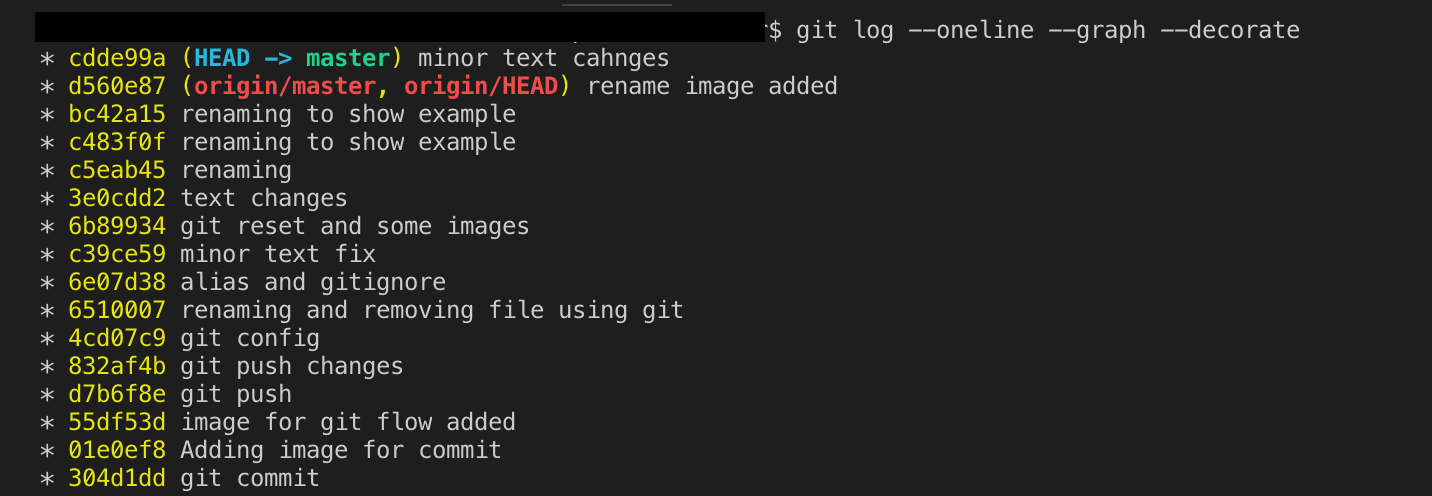 $ git log --oneline --graph --decorate
* cdde99a (HEAD -> master) minor text cahnges
* d560e87 (origin/master, origin/HEAD) rename image added
* bc42a15 renaming to show example
* c483f0f renaming to show example
* c5eab45 renaming
* 3e0cdd2 text changes
* 6b89934 git reset and some images
* c39ce59 minor text fix
* 6e07d38 alias and gitignore
* 6510007 renaming and removing file using git
* 4cd07c9 git config
* 832af4b git push changes
* d7b6f8e git push
* 55df53d image for git flow added
* 01e0ef8 Adding image for commit
* 304d1dd git commit